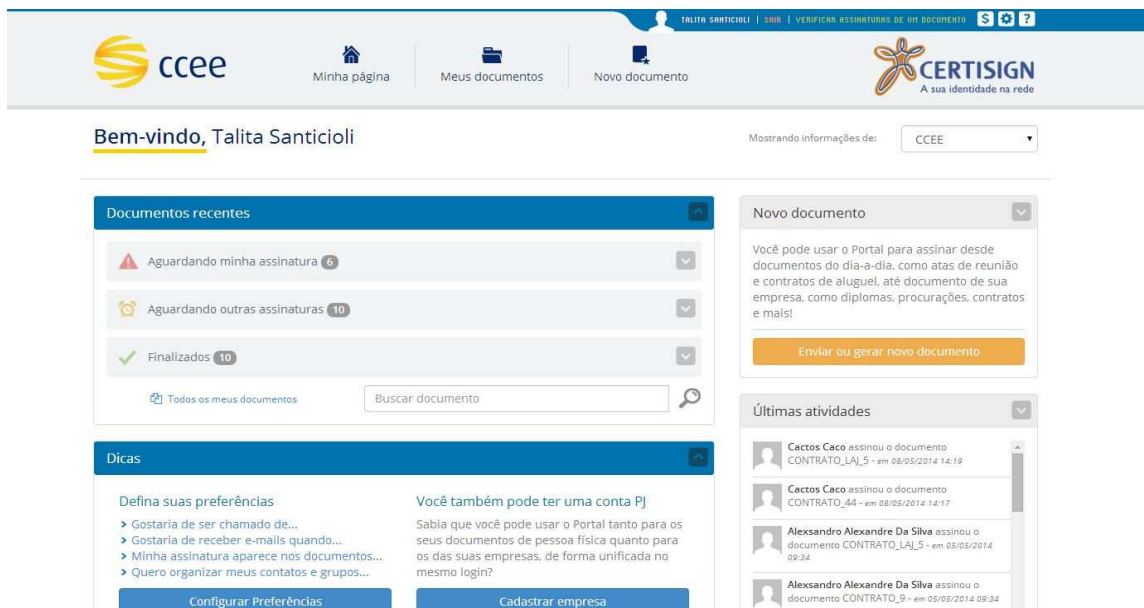 TALITA SANTICIOLI | SAIR | VERIFICAR ASSINATURAS DE UM DOCUMENTO $ ?
ccee
Minha página
Meus documentos
Novo documento
CERTISIGN
A sua identidade na rede
Bem-vindo, Talita Santicioli
Mostrando informações de:
CCEE
Documentos recentes
Aguardando minha assinatura 6
Aguardando outras assinaturas 10
Finalizados 10
Todos os meus documentos
Buscar documento
Dicas
Defina suas preferências
> Gostaria de ser chamado de...
> Gostaria de receber e-mails quando...
> Minha assinatura aparece nos documentos...
> Quero organizar meus contatos e grupos...
Configurar Preferências
Você também pode ter uma conta PJ
Sabia que você pode usar o Portal tanto para os
seus documentos de pessoa física quanto para
os das suas empresas, de forma unificada no
mesmo login?
Cadastrar empresa
Novo documento
Você pode usar o Portal para assinar desde
documentos do dia-a-dia, como atas de reunião
e contratos de aluguel, até documento de sua
empresa, como diplomas, procurações, contratos
e mais!
Enviar ou gerar novo documento
Últimas atividades
Cactos Caco assinou o documento
CONTRATO_LAJ_5 - em 08/05/2014 14:19
Cactos Caco assinou o documento
CONTRATO_44 - em 08/05/2014 14:17
Alexsandro Alexandre Da Silva assinou o
documento CONTRATO_LAJ_5 - em 05/05/2014
09:34
Alexsandro Alexandre Da Silva assinou o
documento CONTRATO_9 - em 05/05/2014 09:34